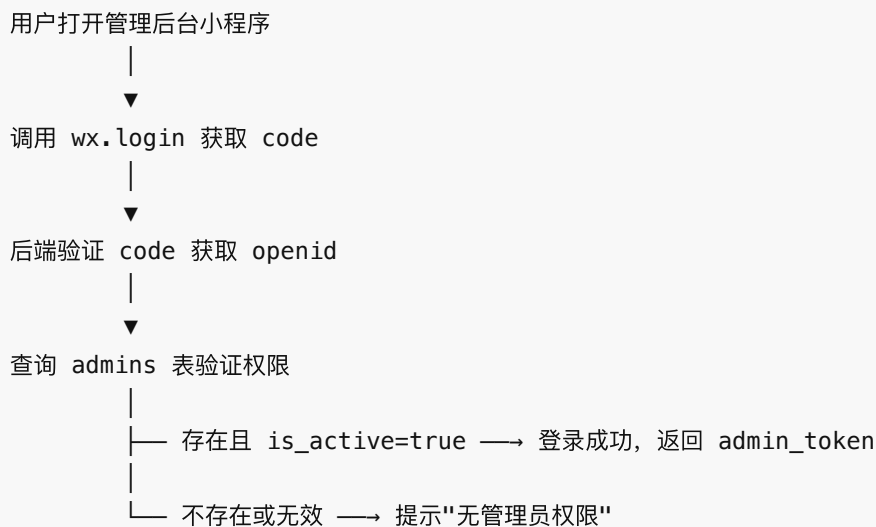 用户打开管理后台小程序
│
▼
调用 wx.login 获取 code
│
▼
后端验证 code 获取 openid
│
▼
查询 admins 表验证权限
│
├── 存在且 is_active=true ──→ 登录成功，返回 admin_token
│
└── 不存在或无效 ──→ 提示"无管理员权限"